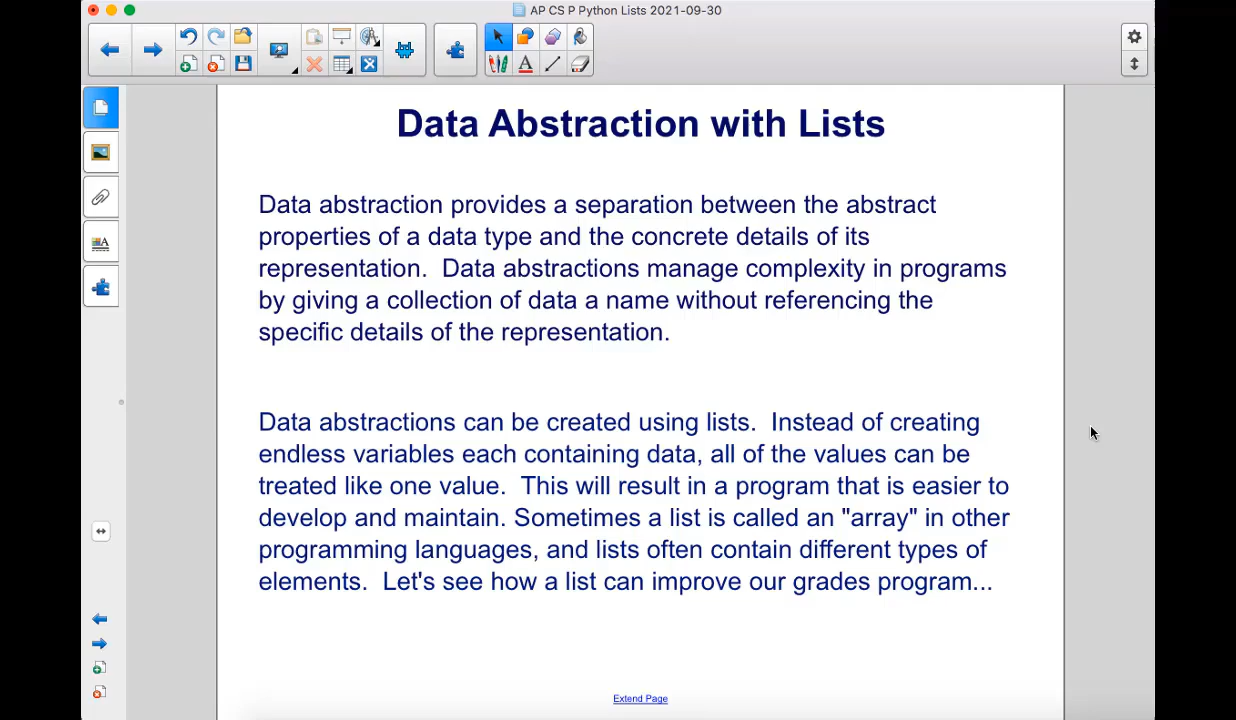 AP CS P Python Lists 2021-09-30
Data Abstraction with Lists
Data abstraction provides a separation between the abstract
properties of a data type and the concrete details of its
representation.  Data abstractions manage complexity in programs
by giving a collection of data a name without referencing the
specific details of the representation.
Data abstractions can be created using lists.  Instead of creating
endless variables each containing data, all of the values can be
treated like one value.  This will result in a program that is easier to
develop and maintain. Sometimes a list is called an "array" in other
programming languages, and lists often contain different types of
elements.  Let's see how a list can improve our grades program...
Extend Page